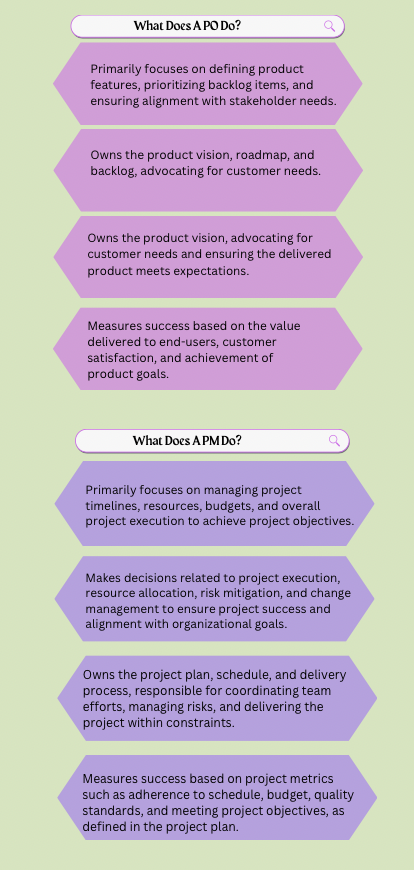 What Does A PO Do?
Primarily focuses on defining product
features, prioritizing backlog items, and
ensuring alignment with stakeholder needs.
Owns the product vision, roadmap, and
backlog, advocating for customer needs.
Owns the product vision, advocating for
customer needs and ensuring the delivered
product meets expectations.
Measures success based on the value
delivered to end-users, customer
satisfaction, and achievement of
product goals.
What Does A PM Do?
Primarily focuses on managing project
timelines, resources, budgets, and overall
project execution to achieve project objectives.
Makes decisions related to project execution,
resource allocation, risk mitigation, and change
management to ensure project success and
alignment with organizational goals.
Owns the project plan, schedule, and delivery
process, responsible for coordinating team
efforts, managing risks, and delivering the
project within constraints.
Measures success based on project metrics
such as adherence to schedule, budget, quality
standards, and meeting project objectives, as
defined in the project plan.